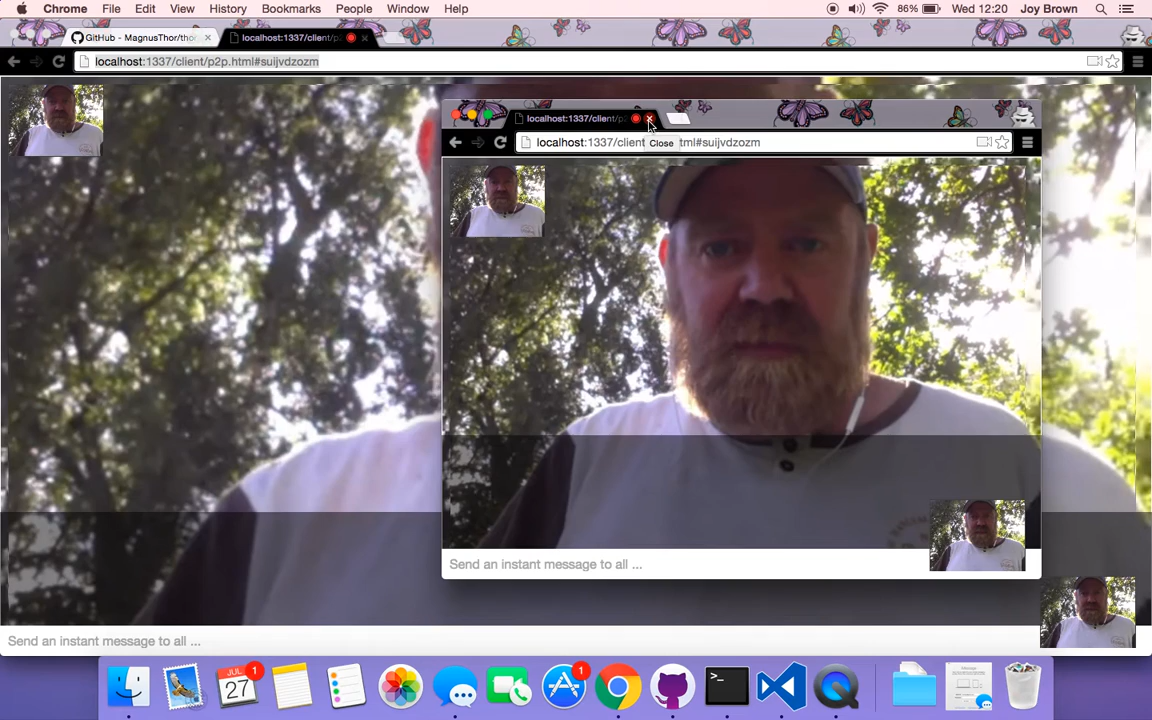 Chrome File Edit View History Bookmarks People Window Help 86% Wed 12:20 Joy Brown
GitHub - MagnusThor/thor localhost:1337/client/p2p
localhost:1337/client/p2p.html#suijvdzozm
localhost:1337/client/p2
localhost:1337/client Close tml#suijvdzozm
Send an instant message to all ...
Send an instant message to all ...
JUL 1 1
27
>_